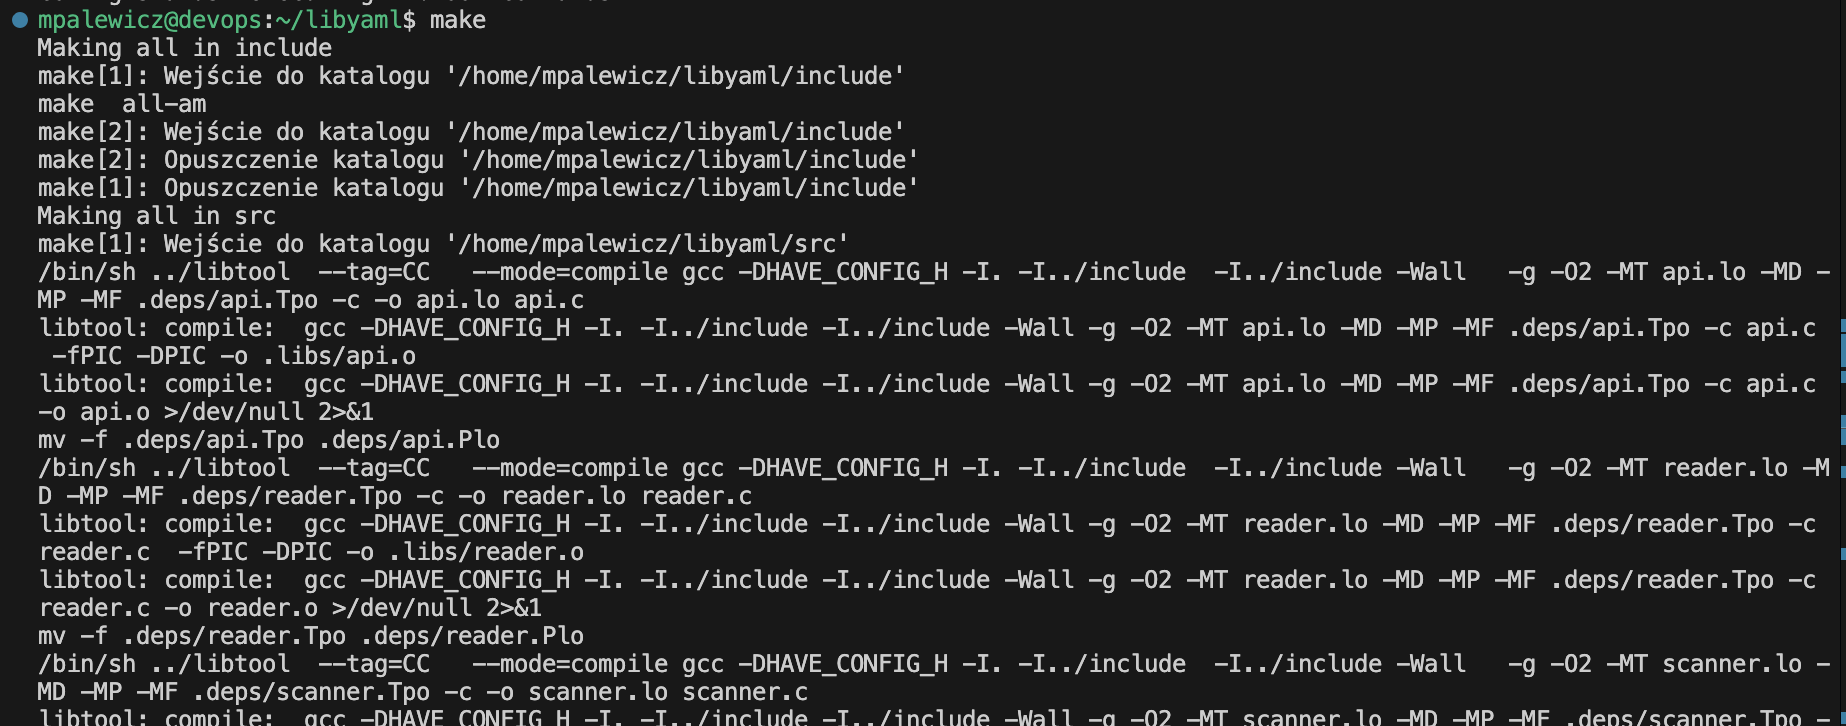 mpalewicz@devops:~/libyaml$ make
Making all in include
make[1]: Wejście do katalogu '/home/mpalewicz/libyaml/include'
make  all-am
make[2]: Wejście do katalogu '/home/mpalewicz/libyaml/include'
make[2]: Opuszczenie katalogu '/home/mpalewicz/libyaml/include'
make[1]: Opuszczenie katalogu '/home/mpalewicz/libyaml/include'
Making all in src
make[1]: Wejście do katalogu '/home/mpalewicz/libyaml/src'
/bin/sh ../libtool  --tag=CC   --mode=compile gcc -DHAVE_CONFIG_H -I. -I../include  -I../include -Wall   -g -O2 -MT api.lo -MD -
MP -MF .deps/api.Tpo -c -o api.lo api.c
libtool: compile:  gcc -DHAVE_CONFIG_H -I. -I../include -I../include -Wall -g -O2 -MT api.lo -MD -MP -MF .deps/api.Tpo -c api.c
 -fPIC -DPIC -o .libs/api.o
libtool: compile:  gcc -DHAVE_CONFIG_H -I. -I../include -I../include -Wall -g -O2 -MT api.lo -MD -MP -MF .deps/api.Tpo -c api.c
-o api.o >/dev/null 2>&1
mv -f .deps/api.Tpo .deps/api.Plo
/bin/sh ../libtool  --tag=CC   --mode=compile gcc -DHAVE_CONFIG_H -I. -I../include  -I../include -Wall   -g -O2 -MT reader.lo -M
D -MP -MF .deps/reader.Tpo -c -o reader.lo reader.c
libtool: compile:  gcc -DHAVE_CONFIG_H -I. -I../include -I../include -Wall -g -O2 -MT reader.lo -MD -MP -MF .deps/reader.Tpo -c
reader.c  -fPIC -DPIC -o .libs/reader.o
libtool: compile:  gcc -DHAVE_CONFIG_H -I. -I../include -I../include -Wall -g -O2 -MT reader.lo -MD -MP -MF .deps/reader.Tpo -c
reader.c -o reader.o >/dev/null 2>&1
mv -f .deps/reader.Tpo .deps/reader.Plo
/bin/sh ../libtool  --tag=CC   --mode=compile gcc -DHAVE_CONFIG_H -I. -I../include  -I../include -Wall   -g -O2 -MT scanner.lo -
MD -MP -MF .deps/scanner.Tpo -c -o scanner.lo scanner.c
libtool: compile:  gcc -DHAVE_CONFIG_H -I. -I../include -I../include -Wall -g -O2 -MT scanner.lo -MD -MP -MF .deps/scanner.Tpo -